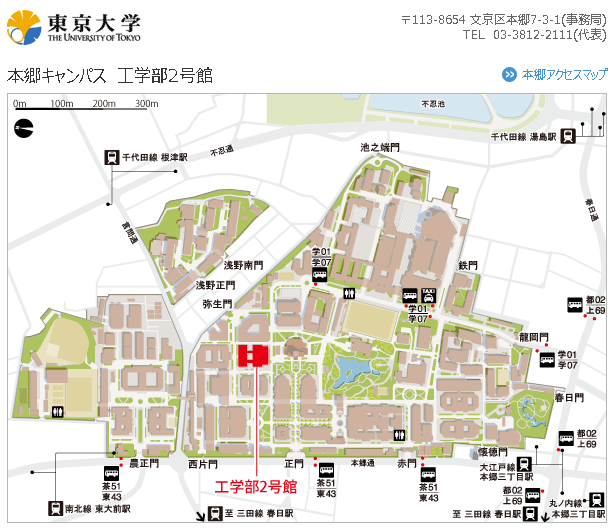 東京大学
THE UNIVERSITY OF TOKYO
〒113-8654 文京区本郷7-3-1(事務局)
TEL 03-3812-2111(代表)
本郷キャンパス 工学部2号館
本郷アクセスマップ
0m 100m 200m 300m
不忍池
千代田線 湯島駅
池之端門
不忍通
千代田線 根津駅
春日通
言問通
学01
学07
浅野南門
鉄門
浅野正門
TAXI
弥生門
学01
学07
都02
上69
龍岡門
学01
学07
春日門
都02
上69
農正門
西片門
正門
本郷通
赤門
懐徳門
大江戸線
本郷三丁目駅
茶51
東43
工学部2号館
茶51
東43
茶51
東43
都02
上69
丸ノ内線
本郷三丁目駅
南北線 東大前駅
至 三田線 春日駅
至 三田線 春日駅